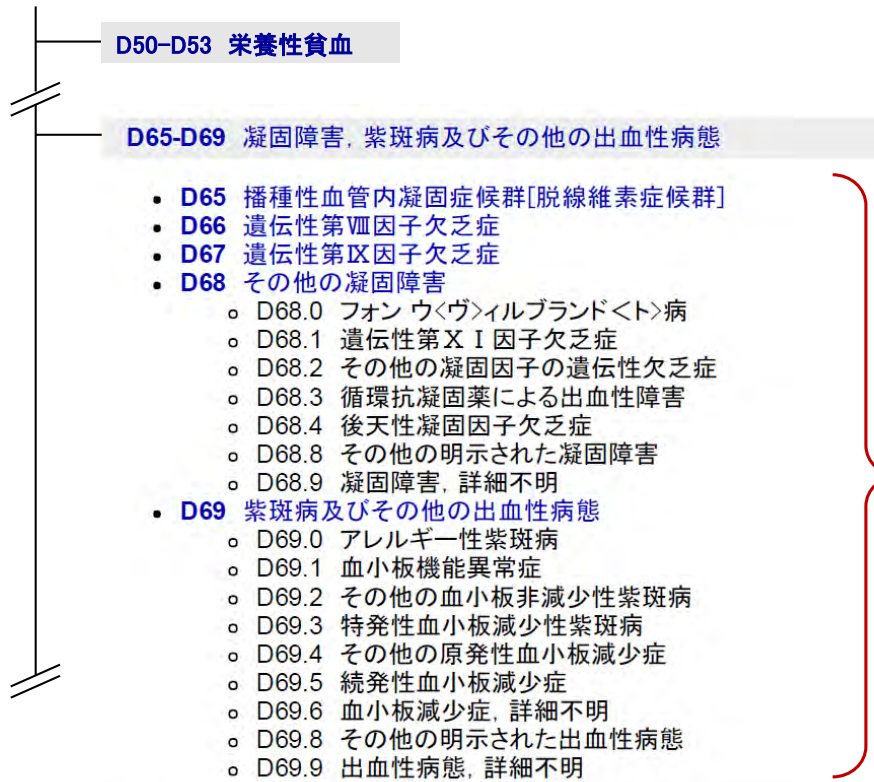 D50-D53 栄養性貧血
D65-D69 凝固障害, 紫斑病及びその他の出血性病態
• D65 播種性血管内凝固症候群[脱線維素症候群]
• D66 遺伝性第Ⅷ因子欠乏症
• D67 遺伝性第Ⅸ因子欠乏症
• D68 その他の凝固障害
o D68.0 フォン ウ<ヴ>ィルブランド<ト>病
o D68.1 遺伝性第ＸＩ因子欠乏症
o D68.2 その他の凝固因子の遺伝性欠乏症
o D68.3 循環抗凝固薬による出血性障害
o D68.4 後天性凝固因子欠乏症
o D68.8 その他の明示された凝固障害
o D68.9 凝固障害, 詳細不明
• D69 紫斑病及びその他の出血性病態
o D69.0 アレルギー性紫斑病
o D69.1 血小板機能異常症
o D69.2 その他の血小板非減少性紫斑病
o D69.3 特発性血小板減少性紫斑病
o D69.4 その他の原発性血小板減少症
o D69.5 続発性血小板減少症
o D69.6 血小板減少症, 詳細不明
o D69.8 その他の明示された出血性病態
o D69.9 出血性病態, 詳細不明